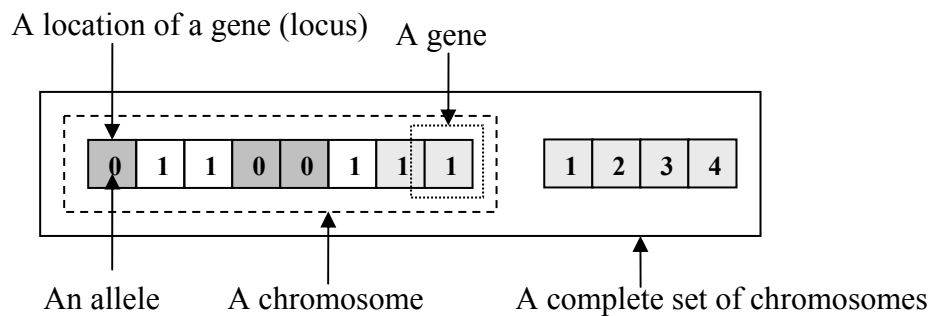 A location of a gene (locus)
A gene
0 1 1 0 0 1 1 1
1 2 3 4
An allele
A chromosome
A complete set of chromosomes